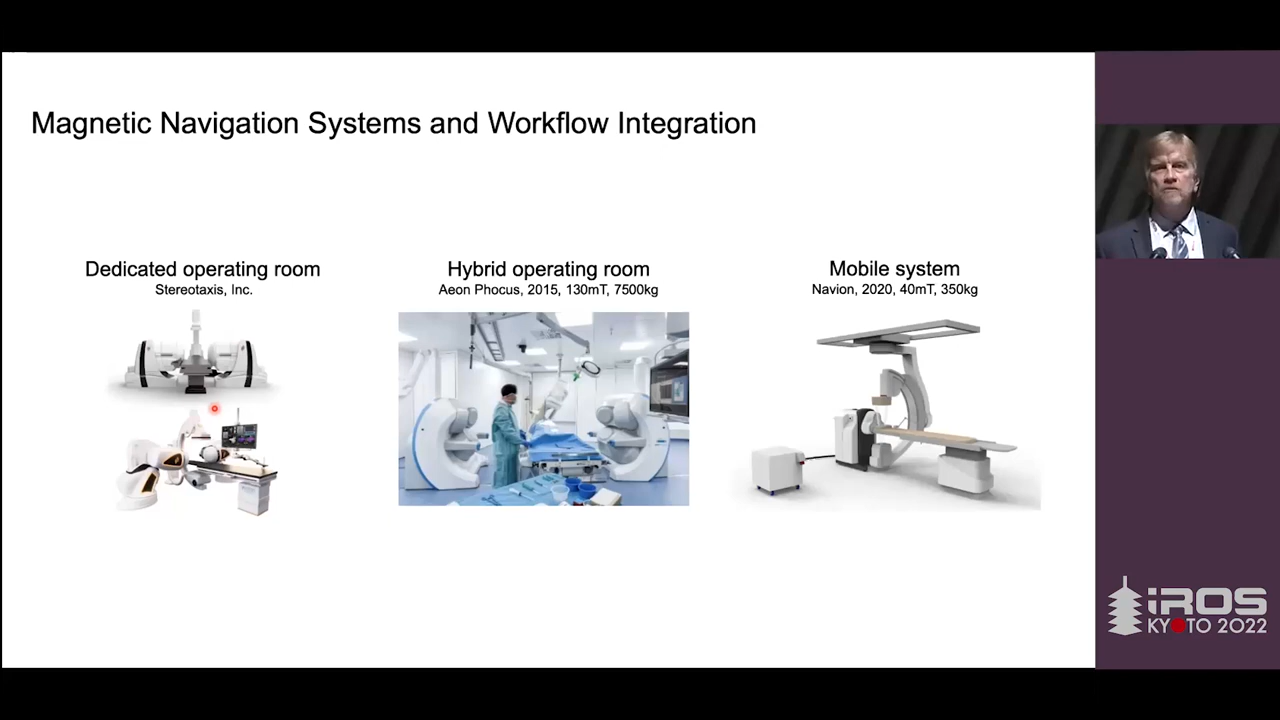 Magnetic Navigation Systems and Workflow Integration
Dedicated operating room
Stereotaxis, Inc.
Hybrid operating room
Aeon Phocus, 2015, 130mT, 7500kg
Mobile system
Navion, 2020, 40mT, 350kg
iROS
KYOTO 2022